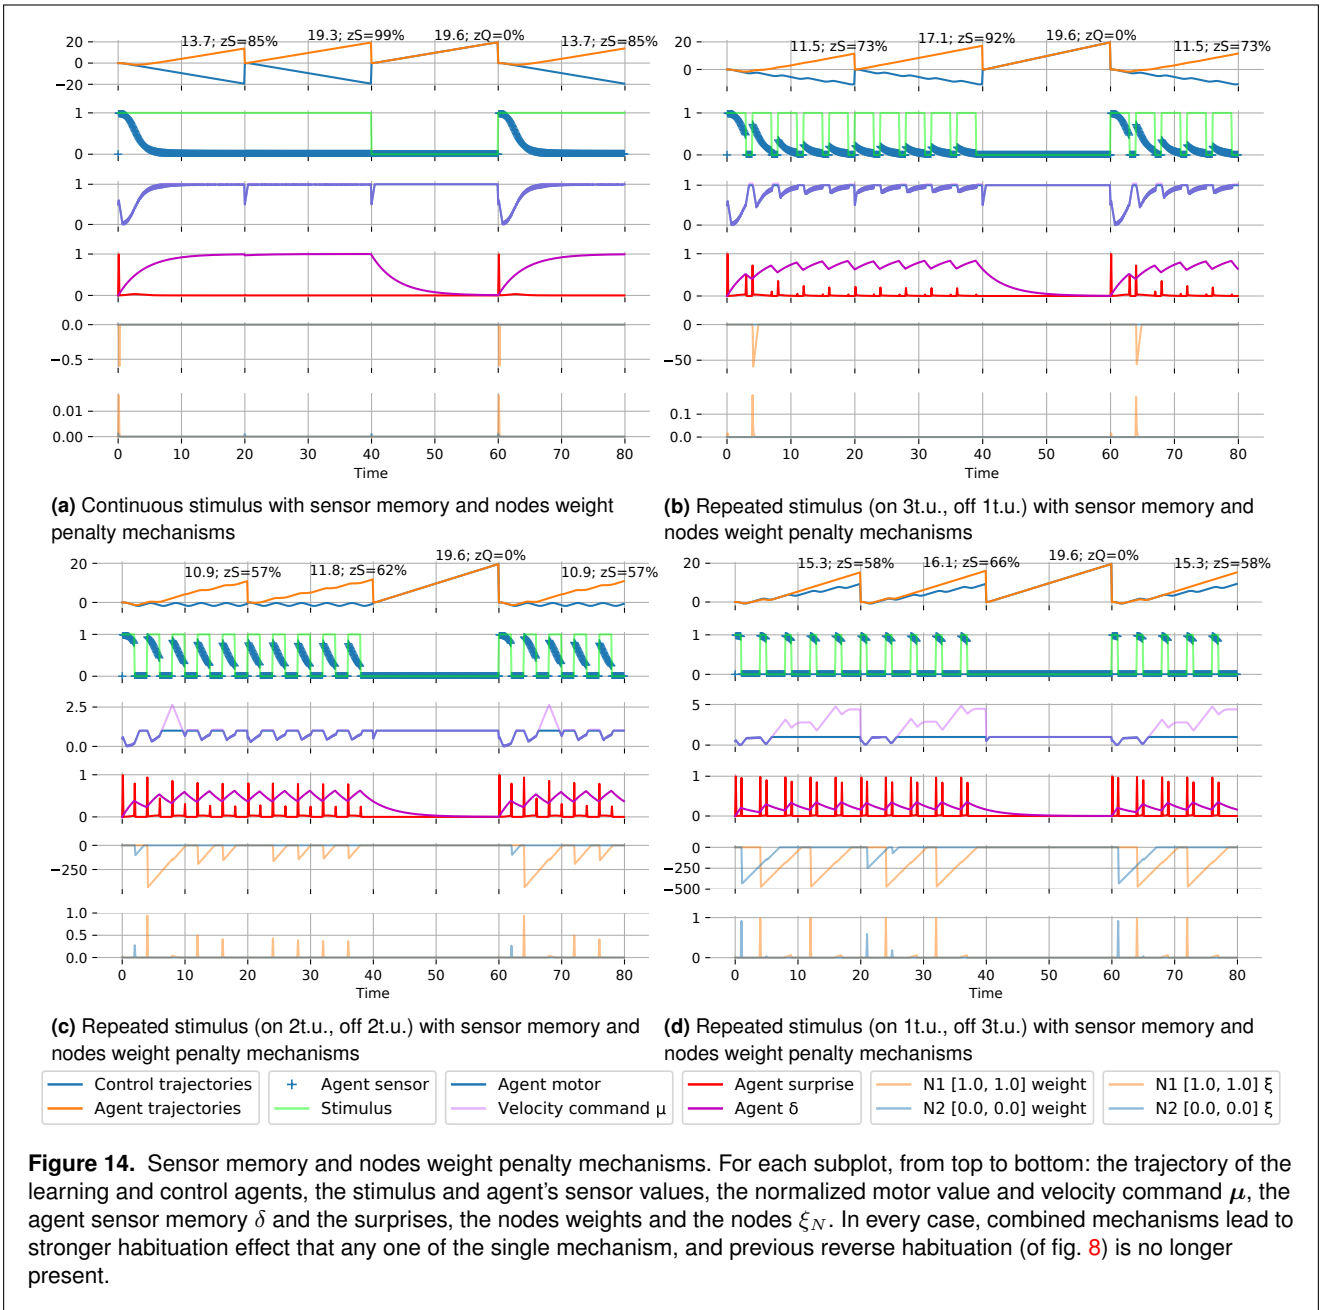 13.7; zS=85%
19.3; zS=99%
19.6; zQ=0%
13.7; zS=85%
20
0
−20
1
0
1
0
1
0
0.0
−0.5
0.01
0.00
0 10 20 30 40 50 60 70 80
Time
(a) Continuous stimulus with sensor memory and nodes weight
penalty mechanisms
11.5; zS=73%
17.1; zS=92%
19.6; zQ=0%
11.5; zS=73%
20
0
1
0
1
0
1
0
0
−50
0.1
0.0
0 10 20 30 40 50 60 70 80
Time
(b) Repeated stimulus (on 3t.u., off 1t.u.) with sensor memory and
nodes weight penalty mechanisms
10.9; zS=57%
11.8; zS=62%
19.6; zQ=0%
10.9; zS=57%
20
0
1
0
2.5
0.0
1
0
0
−250
1.0
0.5
0.0
0 10 20 30 40 50 60 70 80
Time
(c) Repeated stimulus (on 2t.u., off 2t.u.) with sensor memory and
nodes weight penalty mechanisms
15.3; zS=58%
16.1; zS=66%
19.6; zQ=0%
15.3; zS=58%
20
0
1
0
5
0
1
0
0
−250
−500
1
0
0 10 20 30 40 50 60 70 80
Time
(d) Repeated stimulus (on 1t.u., off 3t.u.) with sensor memory and
nodes weight penalty mechanisms
Control trajectories
Agent trajectories
Agent sensor
Stimulus
Agent motor
Velocity command μ
Agent surprise
Agent δ
N1 [1.0, 1.0] weight
N2 [0.0, 0.0] weight
N1 [1.0, 1.0] ξ
N2 [0.0, 0.0] ξ
Figure 14. Sensor memory and nodes weight penalty mechanisms. For each subplot, from top to bottom: the trajectory of the
learning and control agents, the stimulus and agent's sensor values, the normalized motor value and velocity command μ, the
agent sensor memory δ and the surprises, the nodes weights and the nodes ξN. In every case, combined mechanisms lead to
stronger habituation effect that any one of the single mechanism, and previous reverse habituation (of fig. 8) is no longer
present.